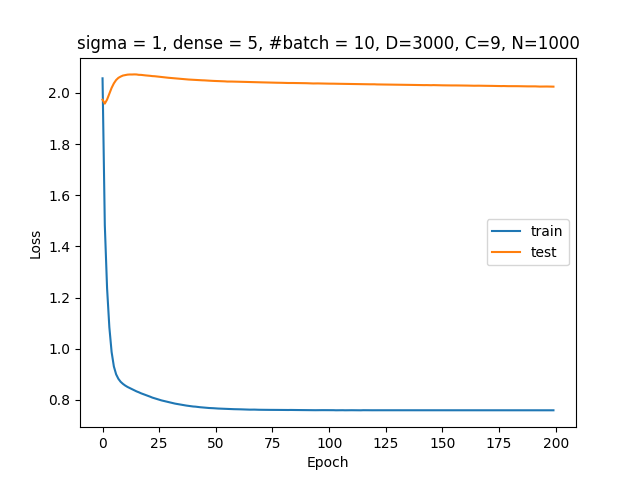 sigma = 1, dense = 5, #batch = 10, D=3000, C=9, N=1000
2.0
1.8
1.6
1.4
1.2
1.0
0.8
Loss
train
test
0 25 50 75 100 125 150 175 200
Epoch